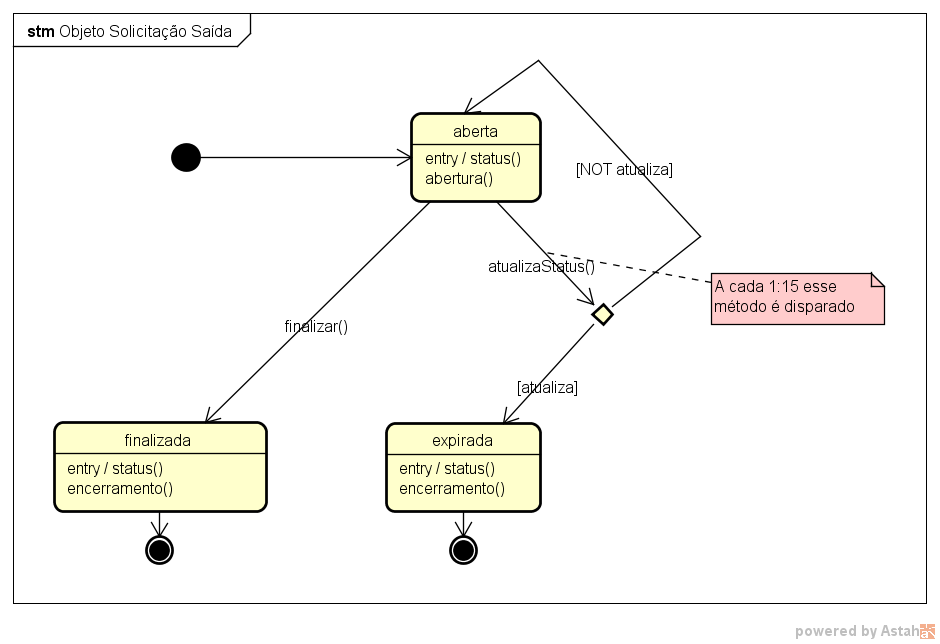 stm Objeto Solicitação Saída
aberta
entry / status()
abertura()
[NOT atualiza]
atualizaStatus()
A cada 1:15 esse
método é disparado
finalizar()
[atualiza]
finalizada
entry / status()
encerramento()
expirada
entry / status()
encerramento()
powered by Astah